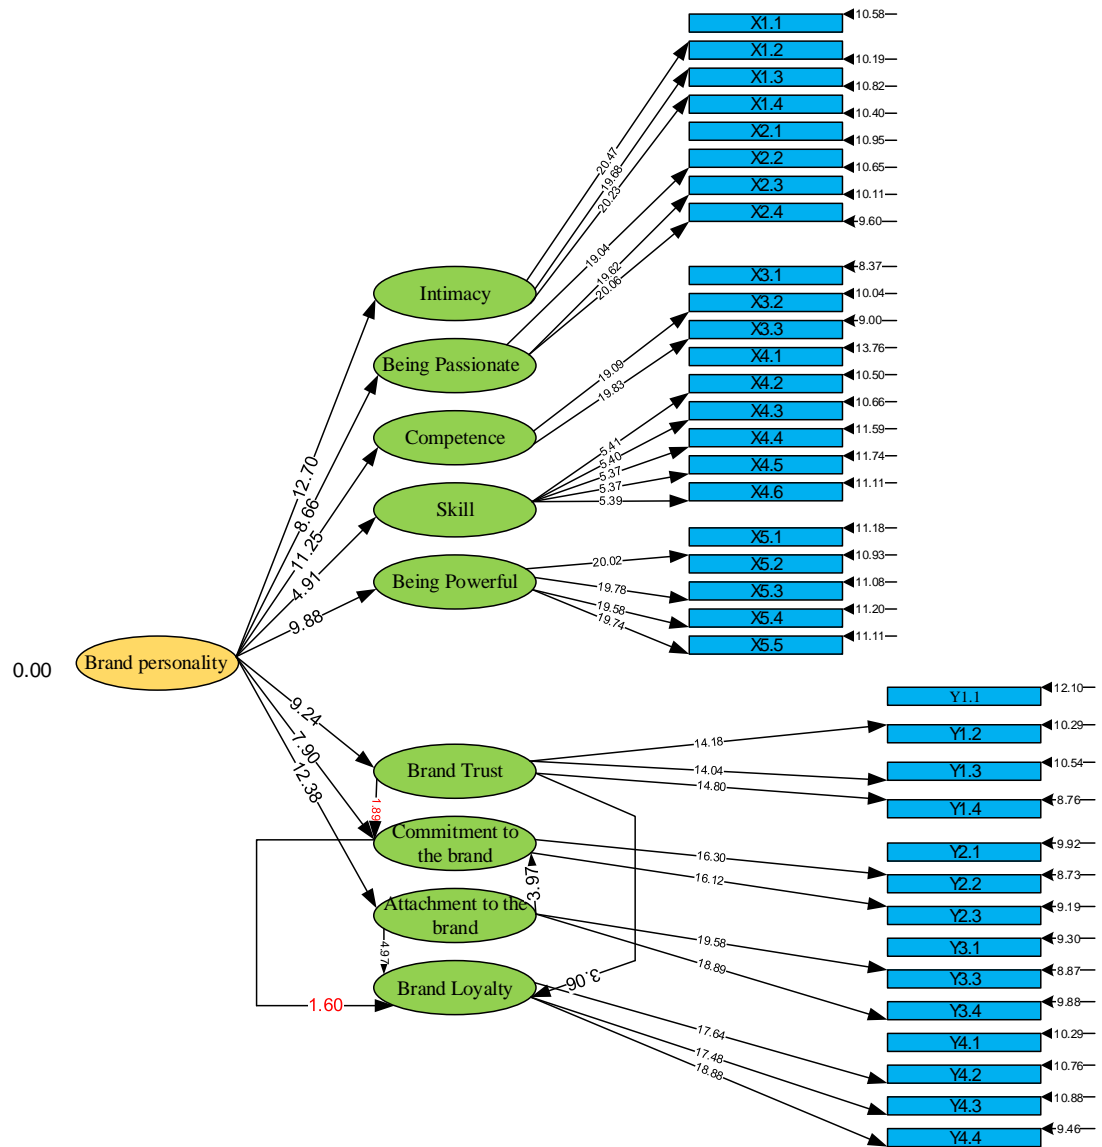 X1.1
10.58
X1.2
10.19
X1.3
10.82
X1.4
10.40
X2.1
10.95
X2.2
10.65
X2.3
10.11
X2.4
9.60
20.47
19.68
20.23
19.04
19.62
20.06
Intimacy
Being Passionate
Competence
Skill
Being Powerful
X3.1
8.37
X3.2
10.04
X3.3
9.00
X4.1
13.76
X4.2
10.50
X4.3
10.66
X4.4
11.59
X4.5
11.74
X4.6
11.11
19.09
19.83
5.41
5.40
5.37
5.37
5.39
X5.1
11.18
X5.2
10.93
X5.3
11.08
X5.4
11.20
X5.5
11.11
20.02
19.78
19.58
19.74
12.70
8.66
11.25
4.91
9.88
0.00
Brand personality
9.24
7.90
12.38
Brand Trust
1.89
Commitment to
the brand
3.97
Attachment to the
brand
4.97
Brand Loyalty
1.60
3.06
14.18
14.04
14.80
16.30
16.12
19.58
18.89
17.64
17.48
18.88
Y1.1
12.10
Y1.2
10.29
Y1.3
10.54
Y1.4
8.76
Y2.1
9.92
Y2.2
8.73
Y2.3
9.19
Y3.1
9.30
Y3.3
8.87
Y3.4
9.88
Y4.1
10.29
Y4.2
10.76
Y4.3
10.88
Y4.4
9.46